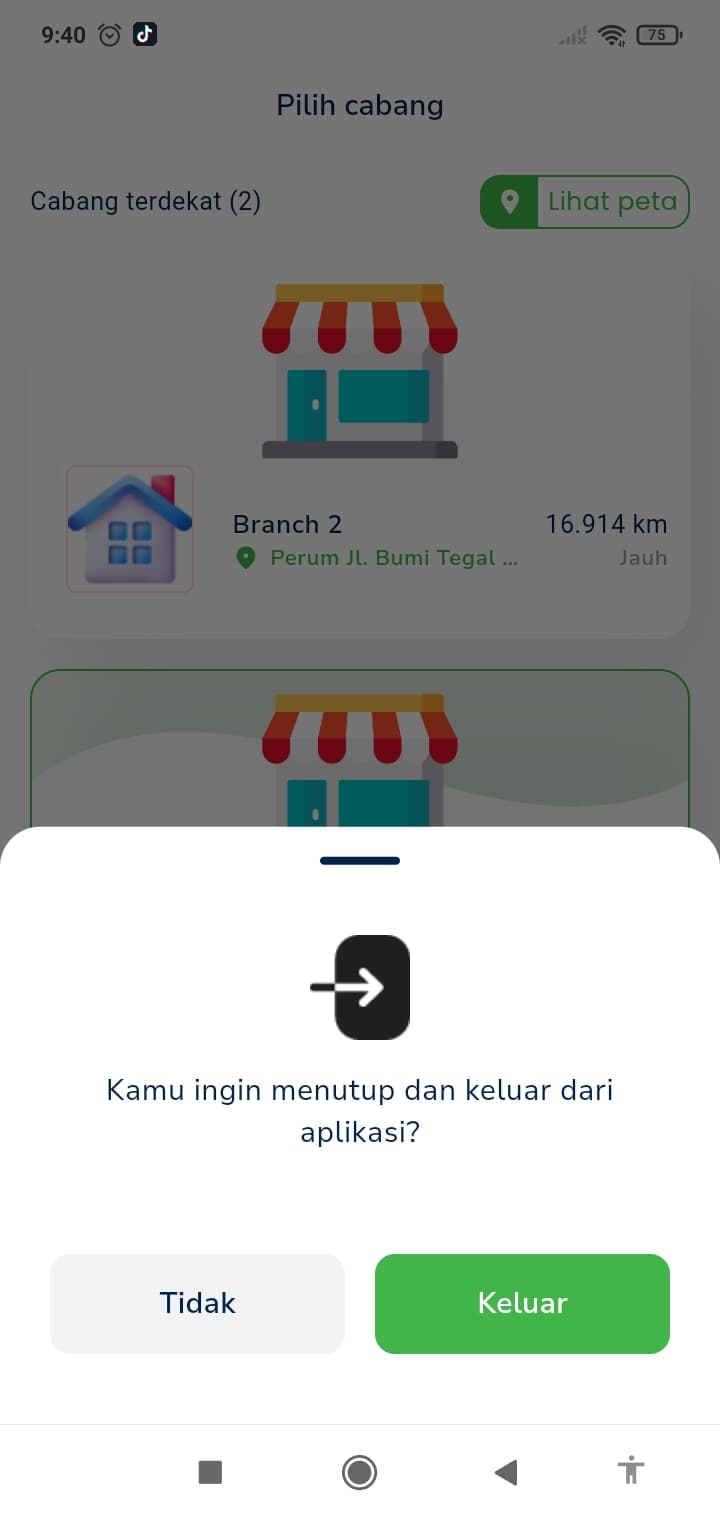 9:40
75
Pilih cabang
Cabang terdekat (2)
Lihat peta
Branch 2
16.914 km
Perum Jl. Bumi Tegal ...
Jauh
Kamu ingin menutup dan keluar dari
aplikasi?
Tidak
Keluar